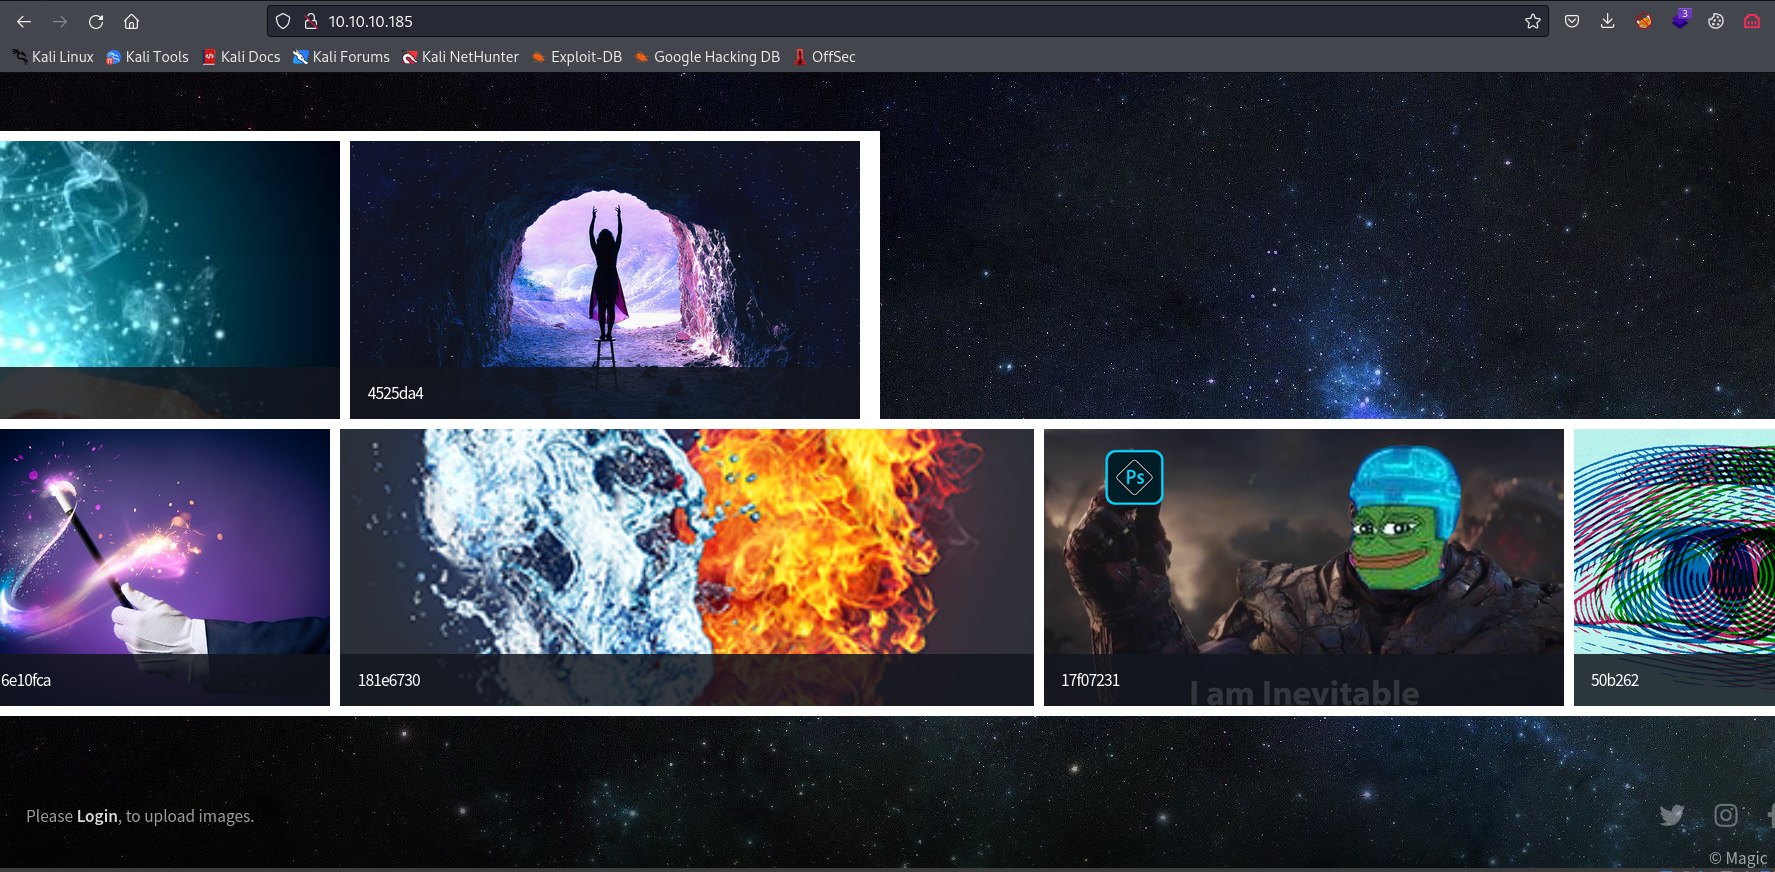 10.10.10.185
Kali Linux Kali Tools Kali Docs Kali Forums Kali NetHunter Exploit-DB Google Hacking DB OffSec
3
4525da4
Ps
6e10fca
181e6730
17f07231
I am Inevitable
50b262
Please Login, to upload images.
© Magic